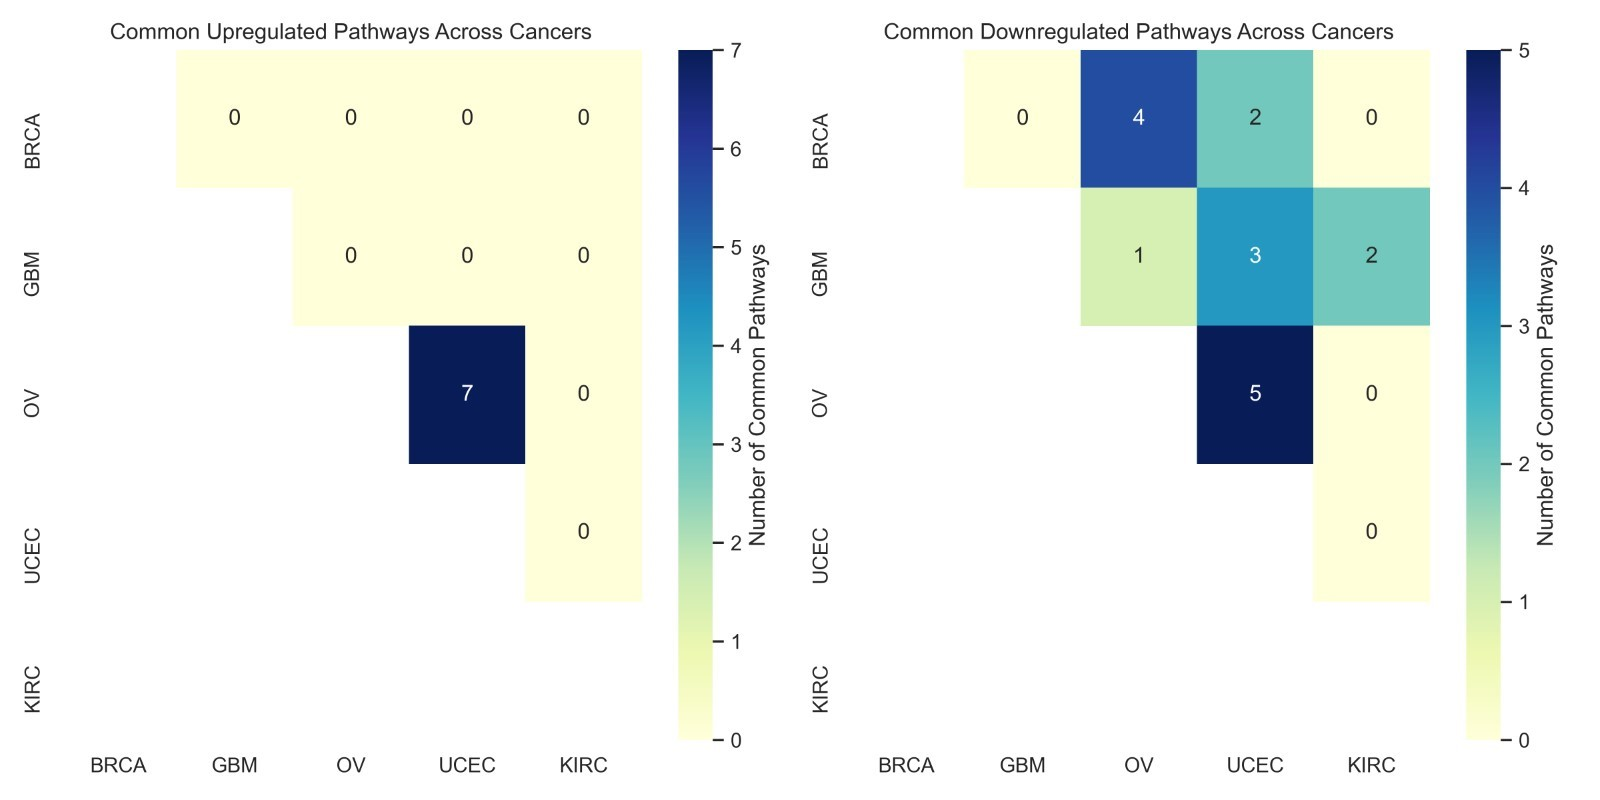 Common Upregulated Pathways Across Cancers
BRCA
GBM
OV
UCEC
KIRC
0 0 0 0
0 0 0
7 0
0
BRCA GBM OV UCEC KIRC
7
6
5
4
3
2
1
0
Number of Common Pathways
Common Downregulated Pathways Across Cancers
BRCA
GBM
OV
UCEC
KIRC
0 4 2 0
1 3 2
5 0
0
BRCA GBM OV UCEC KIRC
5
4
3
2
1
0
Number of Common Pathways